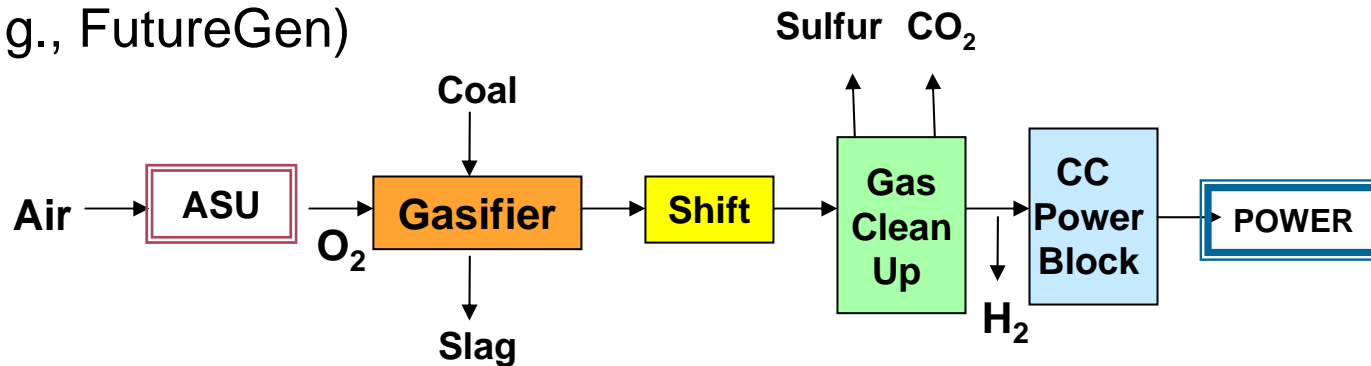 g., FutureGen)
Sulfur CO₂
Coal
Air
ASU
O₂
Gasifier
Slag
Shift
Gas
Clean
Up
H₂
CC
Power
Block
POWER